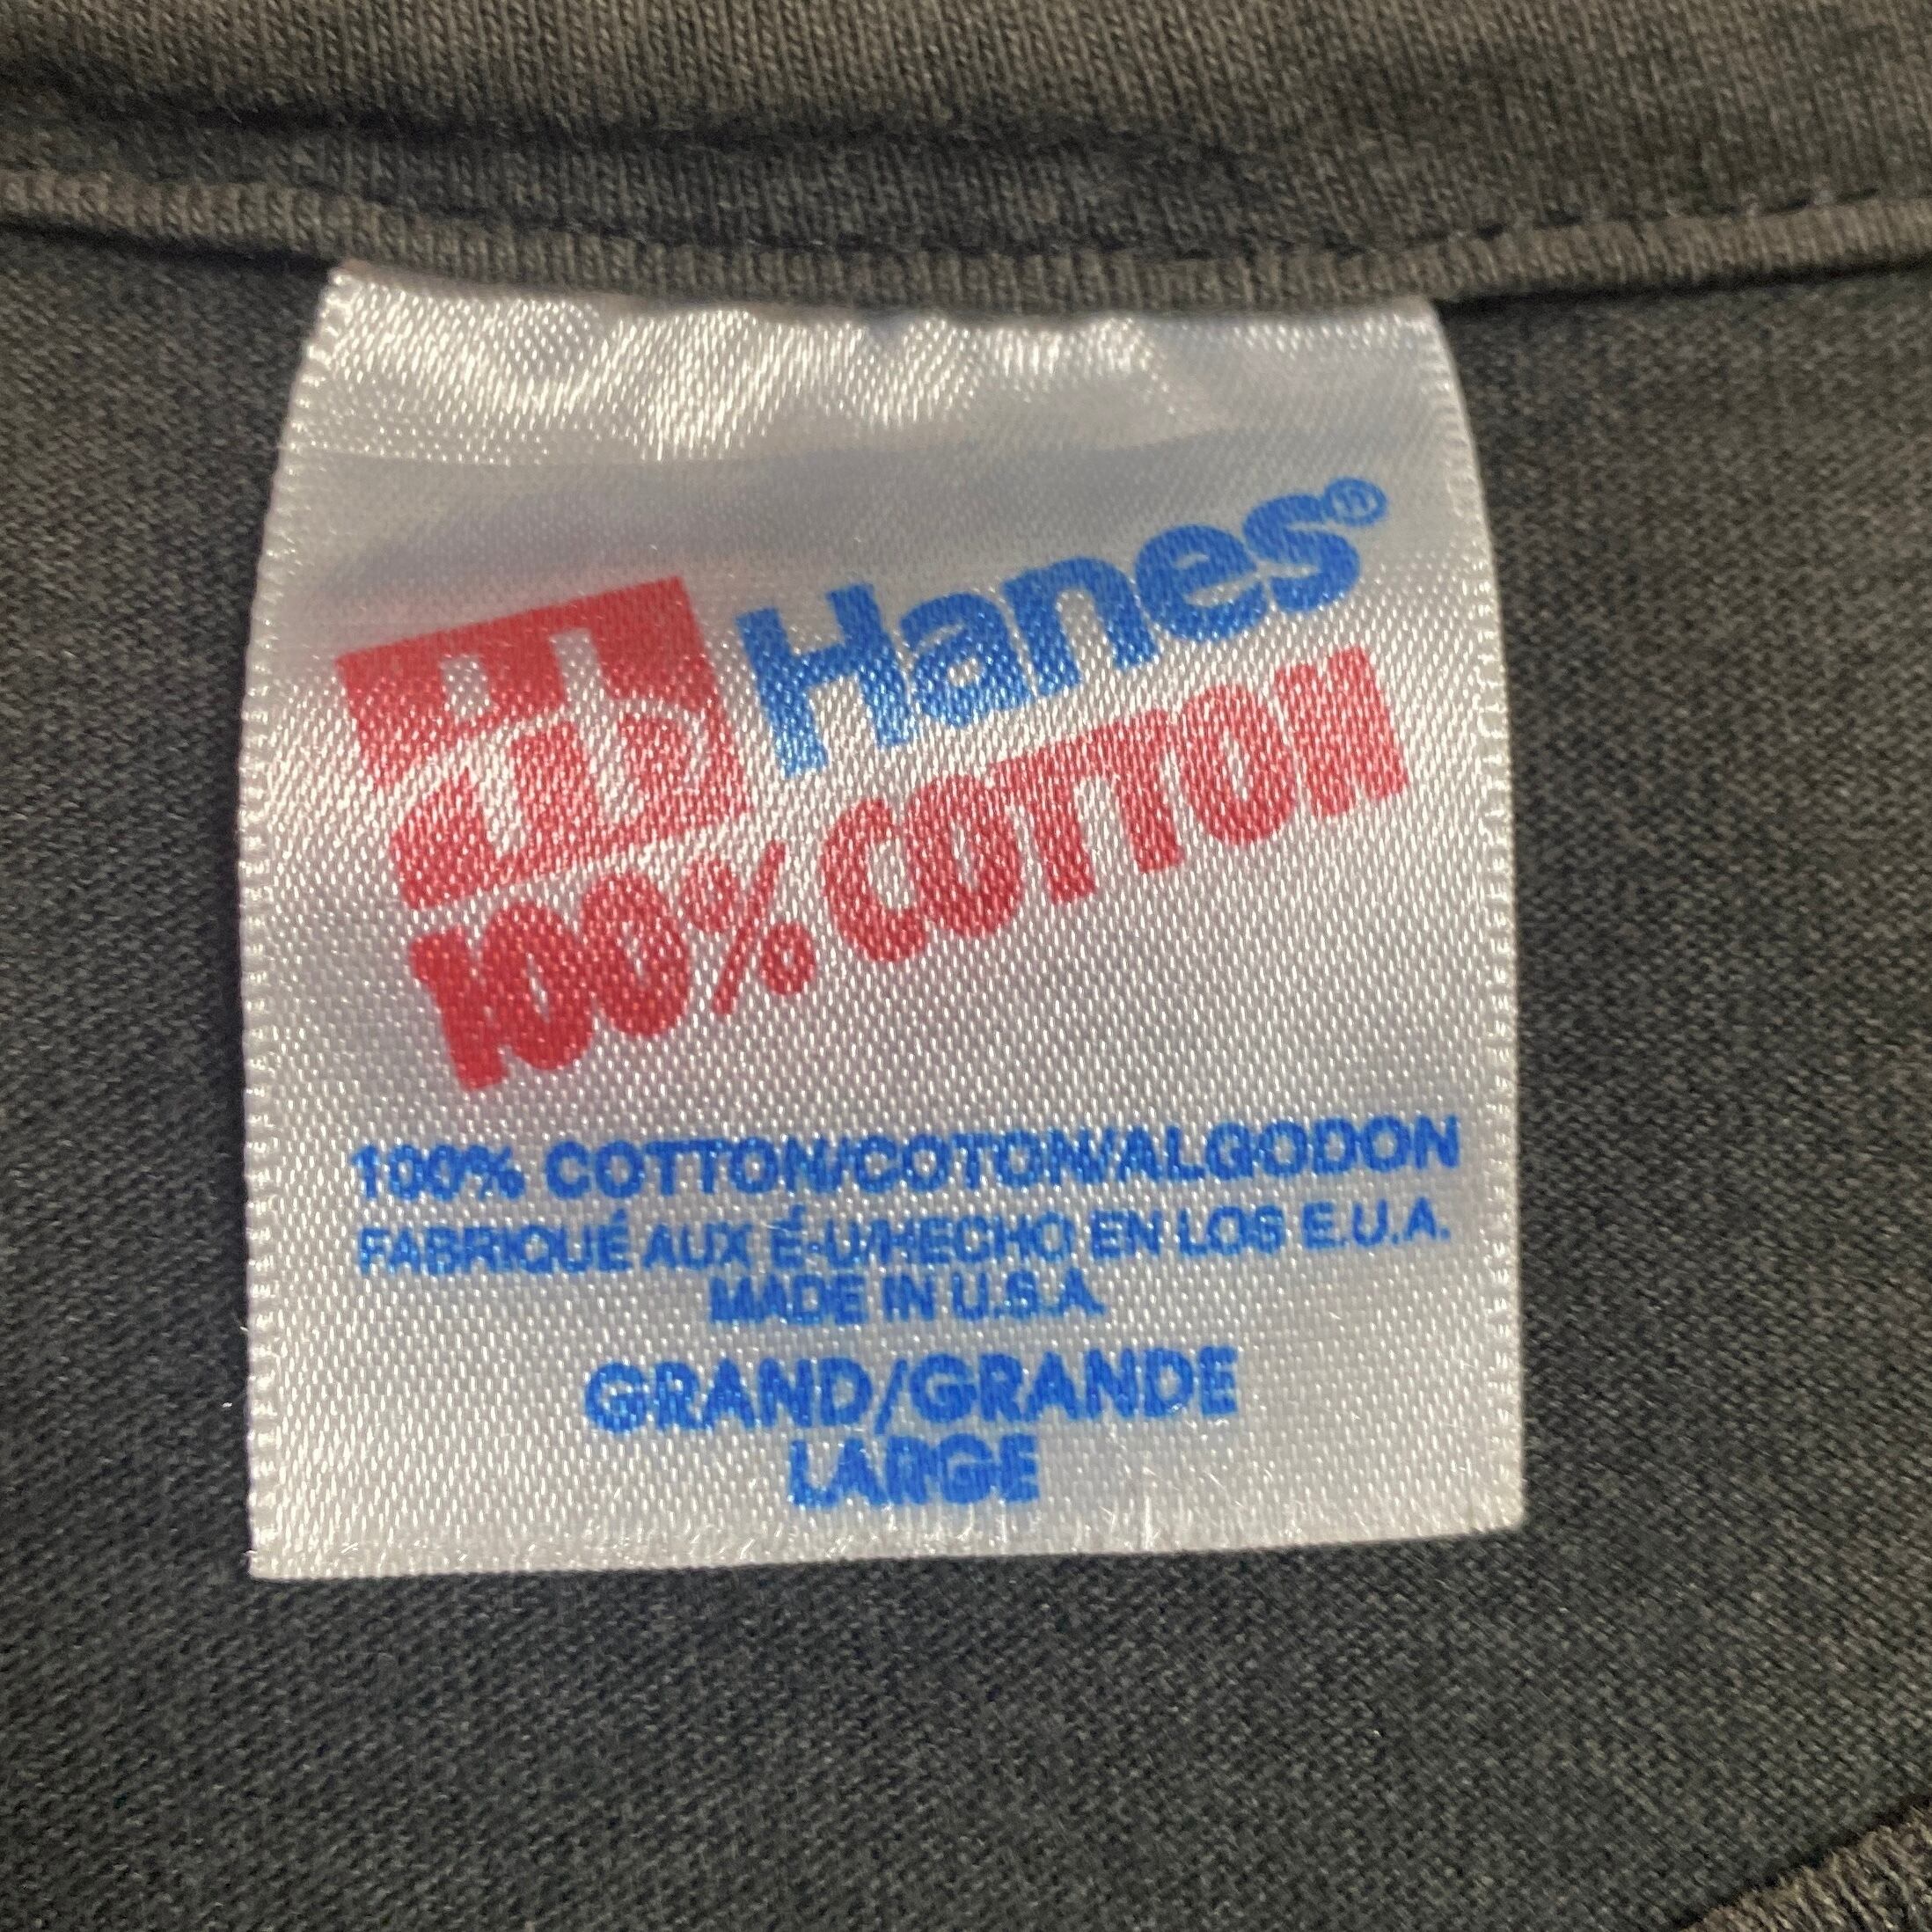 Hanes®
100% COTTON
100% COTTON/COTON/ALGODON
FABRIQUÉ AUX É-U/HECHO EN LOS E.U.A.
MADE IN U.S.A.
GRAND/GRANDE
LARGE